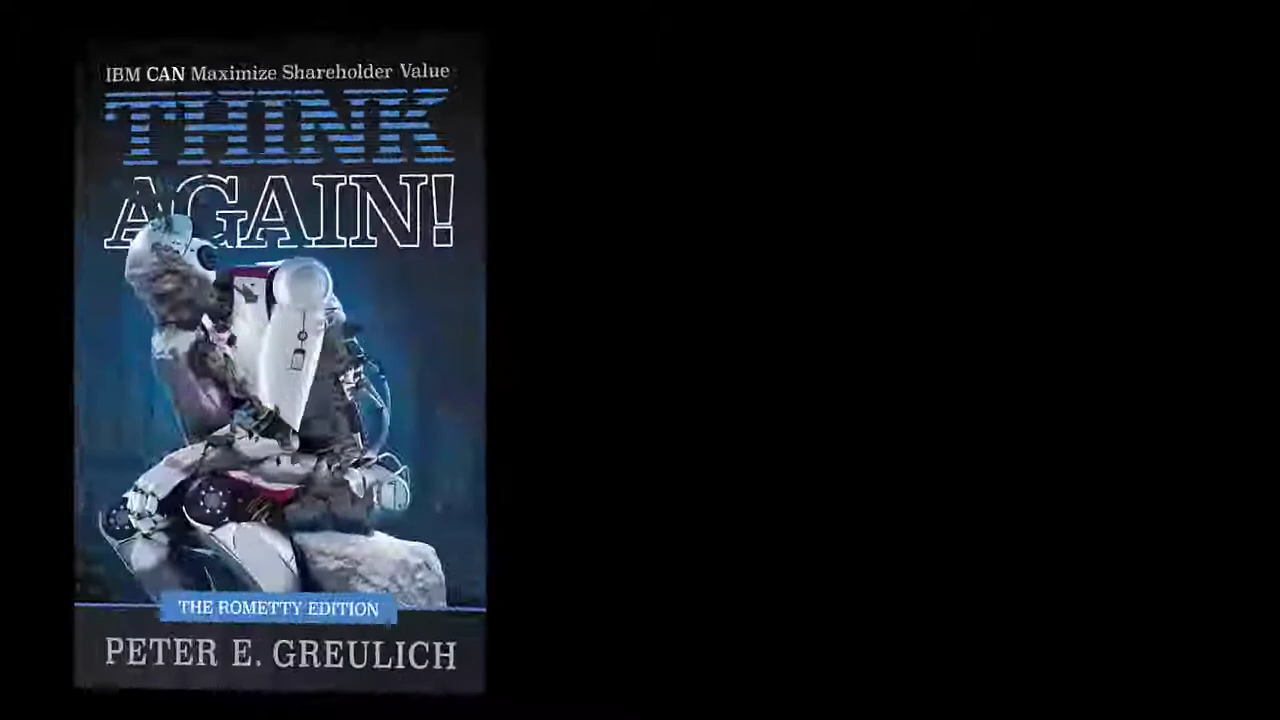 IBM CAN Maximize Shareholder Value
THINK
AGAIN!
THE ROMETTY EDITION
PETER E. GREULICH